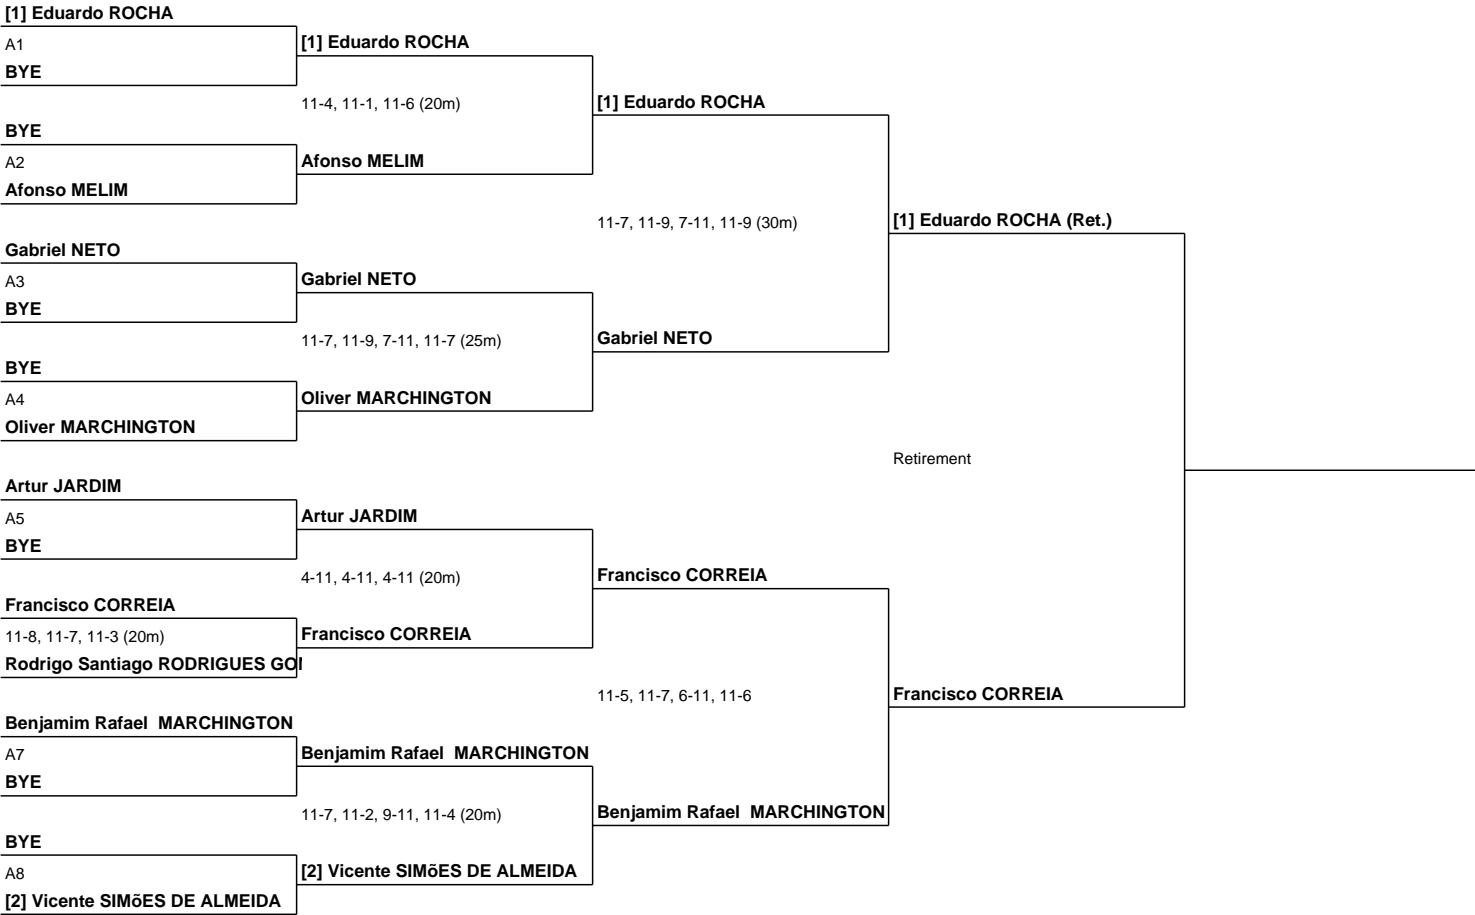 [1] Eduardo ROCHA
A1
BYE
BYE
A2
Afonso MELIM
Gabriel NETO
A3
BYE
BYE
A4
Oliver MARCHINGTON
Artur JARDIM
A5
BYE
Francisco CORREIA
11-8, 11-7, 11-3 (20m)
Rodrigo Santiago RODRIGUES
Benjamim Rafael MARCHINGTON
A7
BYE
BYE
A8
[2] Vicente SIMõES DE ALMEIDA
[1] Eduardo ROCHA
11-4, 11-1, 11-6 (20m)
Afonso MELIM
Gabriel NETO
11-7, 11-9, 7-11, 11-7 (25m)
Oliver MARCHINGTON
Artur JARDIM
4-11, 4-11, 4-11 (20m)
Francisco CORREIA
Benjamim Rafael MARCHINGTON
11-7, 11-2, 9-11, 11-4 (20m)
[2] Vicente SIMõES DE ALMEIDA
[1] Eduardo ROCHA
11-7, 11-9, 7-11, 11-9 (30m)
Gabriel NETO
Francisco CORREIA
11-5, 11-7, 6-11, 11-6
Benjamim Rafael MARCHINGTON
[1] Eduardo ROCHA (Ret.)
Retirement
Francisco CORREIA